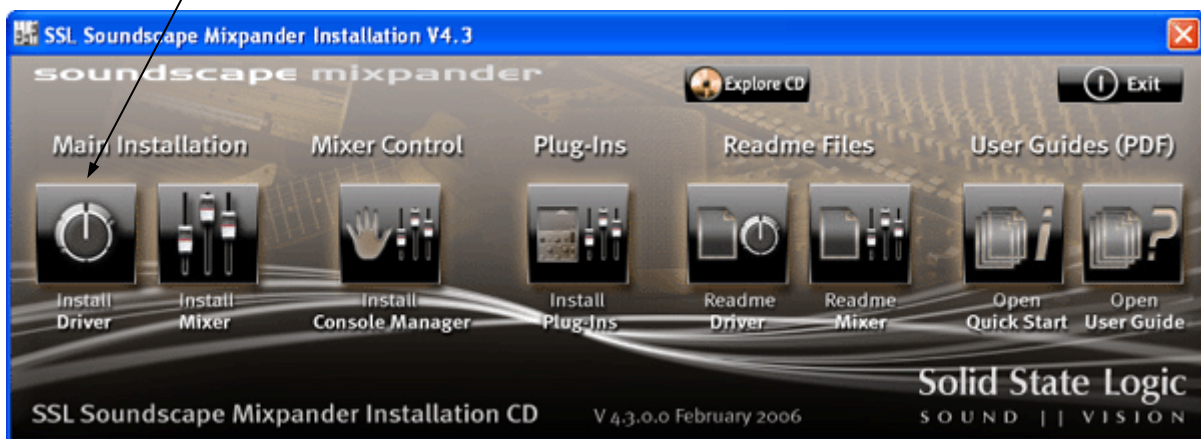 SSL Soundscape Mixpander Installation V4.3
soundscape mixpander
Explore CD
Exit
Main Installation
Mixer Control
Plug-Ins
Readme Files
User Guides (PDF)
Install Driver
Install Mixer
Install Console Manager
Install Plug-Ins
Readme Driver
Readme Mixer
Open Quick Start
Open User Guide
Solid State Logic
SOUND || VISION
SSL Soundscape Mixpander Installation CD
V 4.3.0.0 February 2006